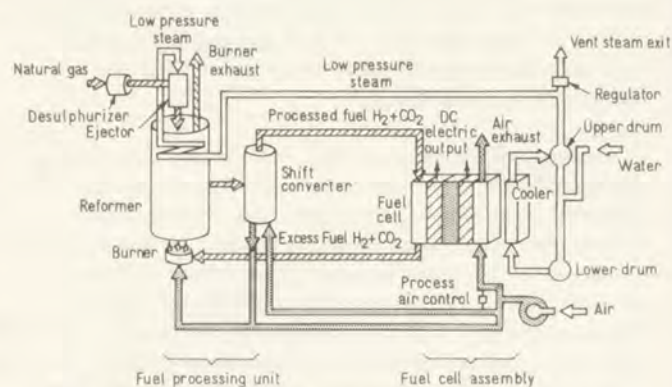 Low pressure
steam
Burner
exhaust
Natural gas
Desulphurizer
Ejector
Low pressure
steam
Vent steam exit
Regulator
Processed fuel H₂+CO₂
DC
electric
output
Air
exhaust
Upper drum
Water
Shift
converter
Reformer
Fuel
cell
Cooler
Burner
Excess Fuel H₂+CO₂
Lower drum
Process
air control
Air
Fuel processing unit
Fuel cell assembly